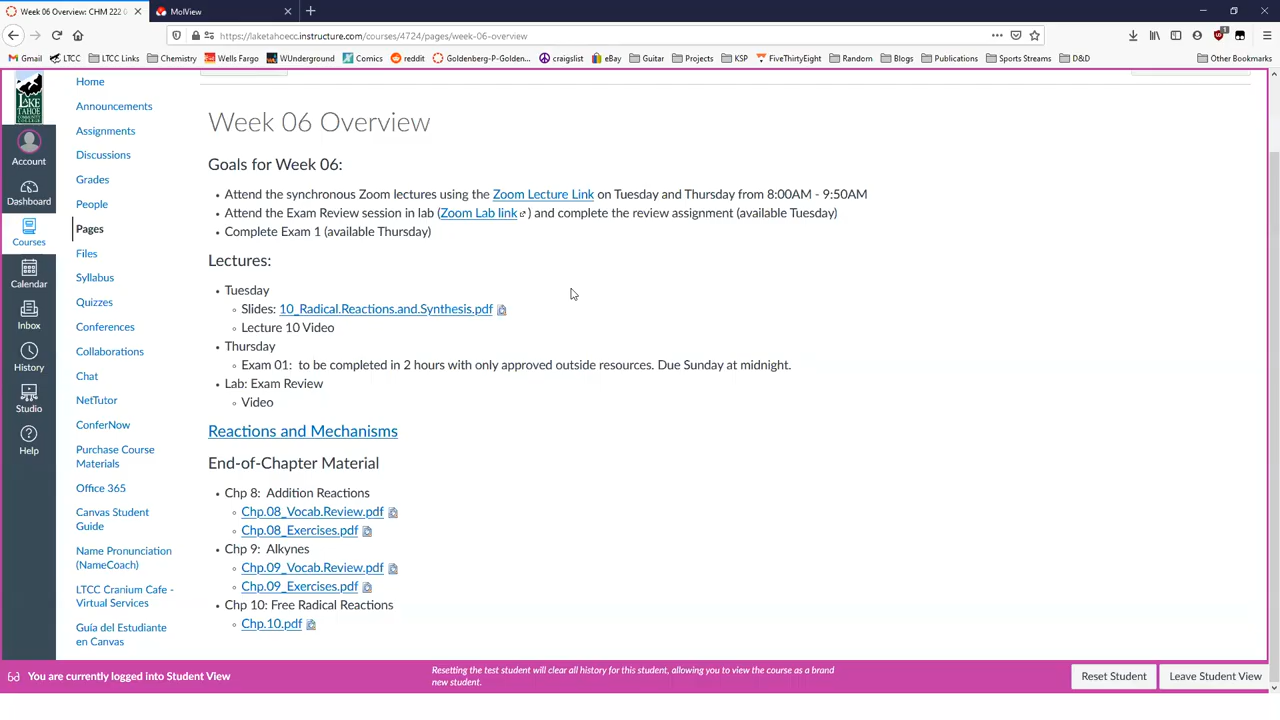 Week 06 Overview: CHM 222
MolView
https://laketahoecc.instructure.com/courses/4724/pages/week-06-overview
Gmail LTCC LTCC Links Chemistry Wells Fargo WUnderground Comics reddit Goldenberg-P-Golden... craigslist eBay Guitar Projects KSP FiveThirtyEight Random Blogs Publications Sports Streams D&D Other Bookmarks
LAKE
TAHOE
Account
Dashboard
Courses
Calendar
Inbox
History
Studio
Help
Home
Announcements
Assignments
Discussions
Grades
People
Pages
Files
Syllabus
Quizzes
Conferences
Collaborations
Chat
NetTutor
ConferNow
Purchase Course
Materials
Office 365
Canvas Student
Guide
Name Pronunciation
(NameCoach)
LTCC Cranium Cafe -
Virtual Services
Guía del Estudiante
en Canvas
Week 06 Overview
Goals for Week 06:
Attend the synchronous Zoom lectures using the Zoom Lecture Link on Tuesday and Thursday from 8:00AM - 9:50AM
Attend the Exam Review session in lab (Zoom Lab link ) and complete the review assignment (available Tuesday)
Complete Exam 1 (available Thursday)
Lectures:
Tuesday
Slides: 10_Radical.Reactions.and.Synthesis.pdf
Lecture 10 Video
Thursday
Exam 01: to be completed in 2 hours with only approved outside resources. Due Sunday at midnight.
Lab: Exam Review
Video
Reactions and Mechanisms
End-of-Chapter Material
Chp 8: Addition Reactions
Chp.08_Vocab.Review.pdf
Chp.08_Exercises.pdf
Chp 9: Alkynes
Chp.09_Vocab.Review.pdf
Chp.09_Exercises.pdf
Chp 10: Free Radical Reactions
Chp.10.pdf
You are currently logged into Student View
Resetting the test student will clear all history for this student, allowing you to view the course as a brand
new student.
Reset Student
Leave Student View